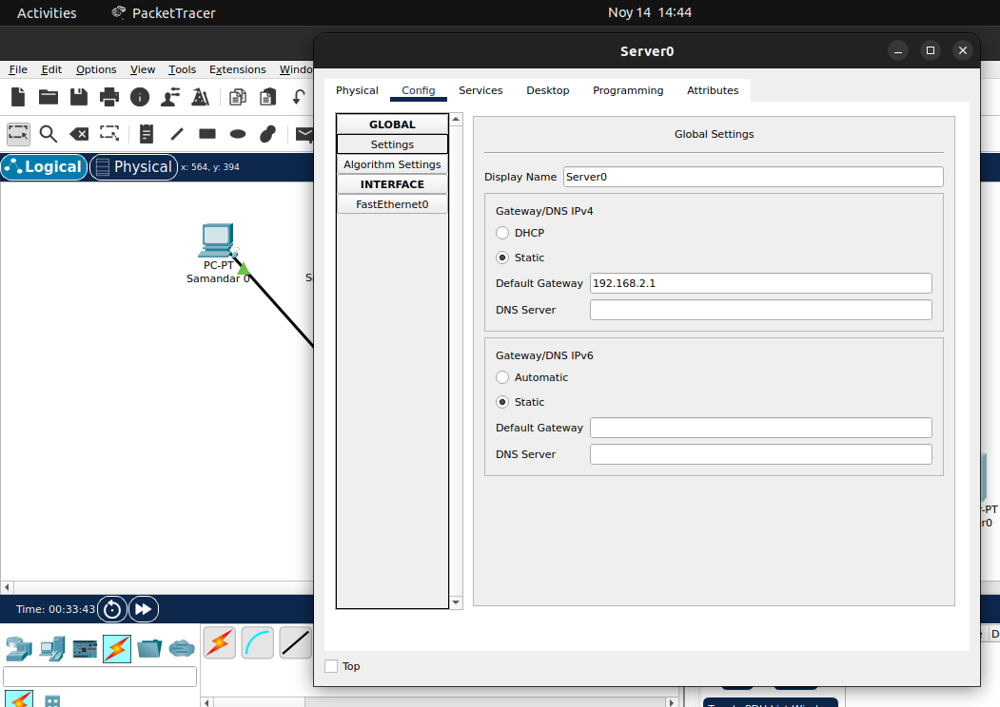 Activities PacketTracer Noy 14 14:44
Server0
File Edit Options View Tools Extensions Windo
Physical Config Services Desktop Programming Attributes
GLOBAL
Settings
Algorithm Settings
INTERFACE
FastEthernet0
Global Settings
Display Name Server0
Gateway/DNS IPv4
DHCP
Static
Default Gateway 192.168.2.1
DNS Server
Gateway/DNS IPv6
Automatic
Static
Default Gateway
DNS Server
Top
Logical Physical x: 564, y: 394
PC-PT
Samandar 0
S
-PT
r0
Time: 00:33:43